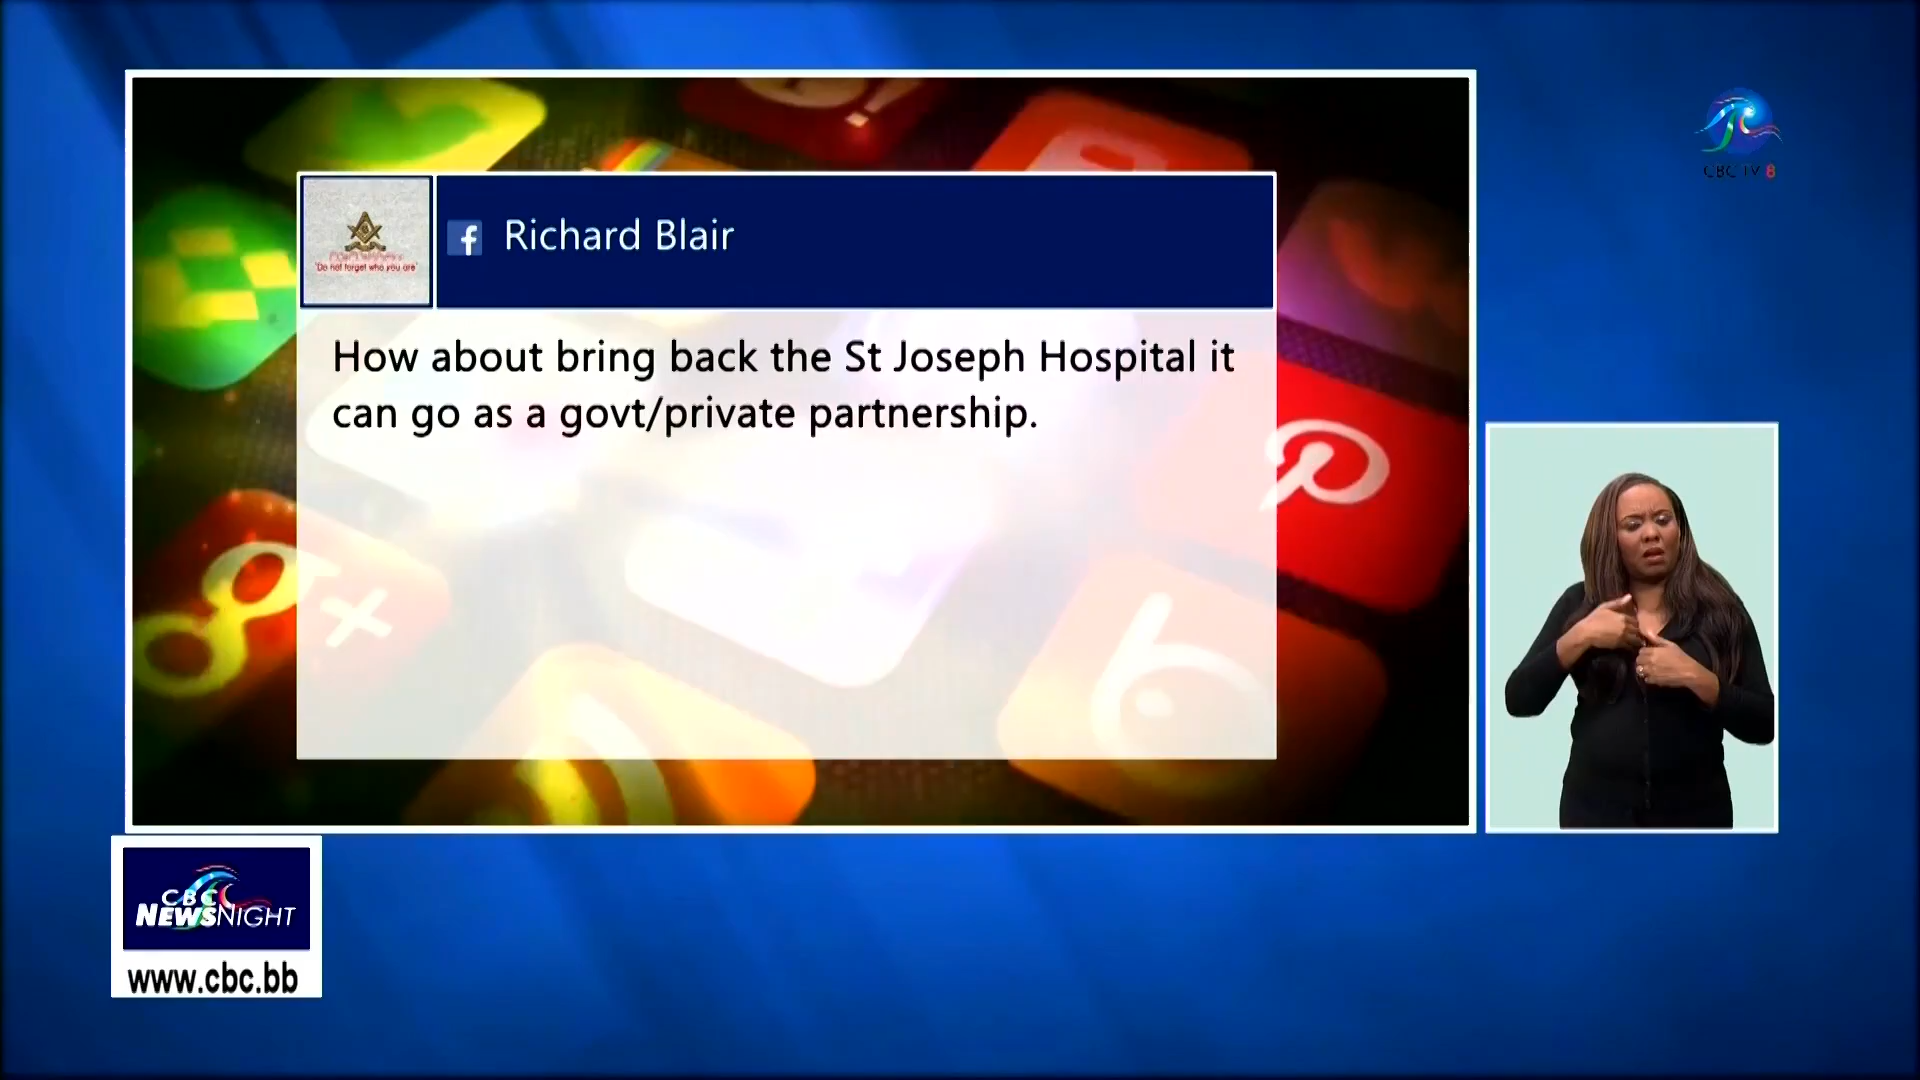 CBC TV 8
Richard Blair
"Do not forget who you are"
How about bring back the St Joseph Hospital it
can go as a govt/private partnership.
CBC
NEWSNIGHT
www.cbc.bb